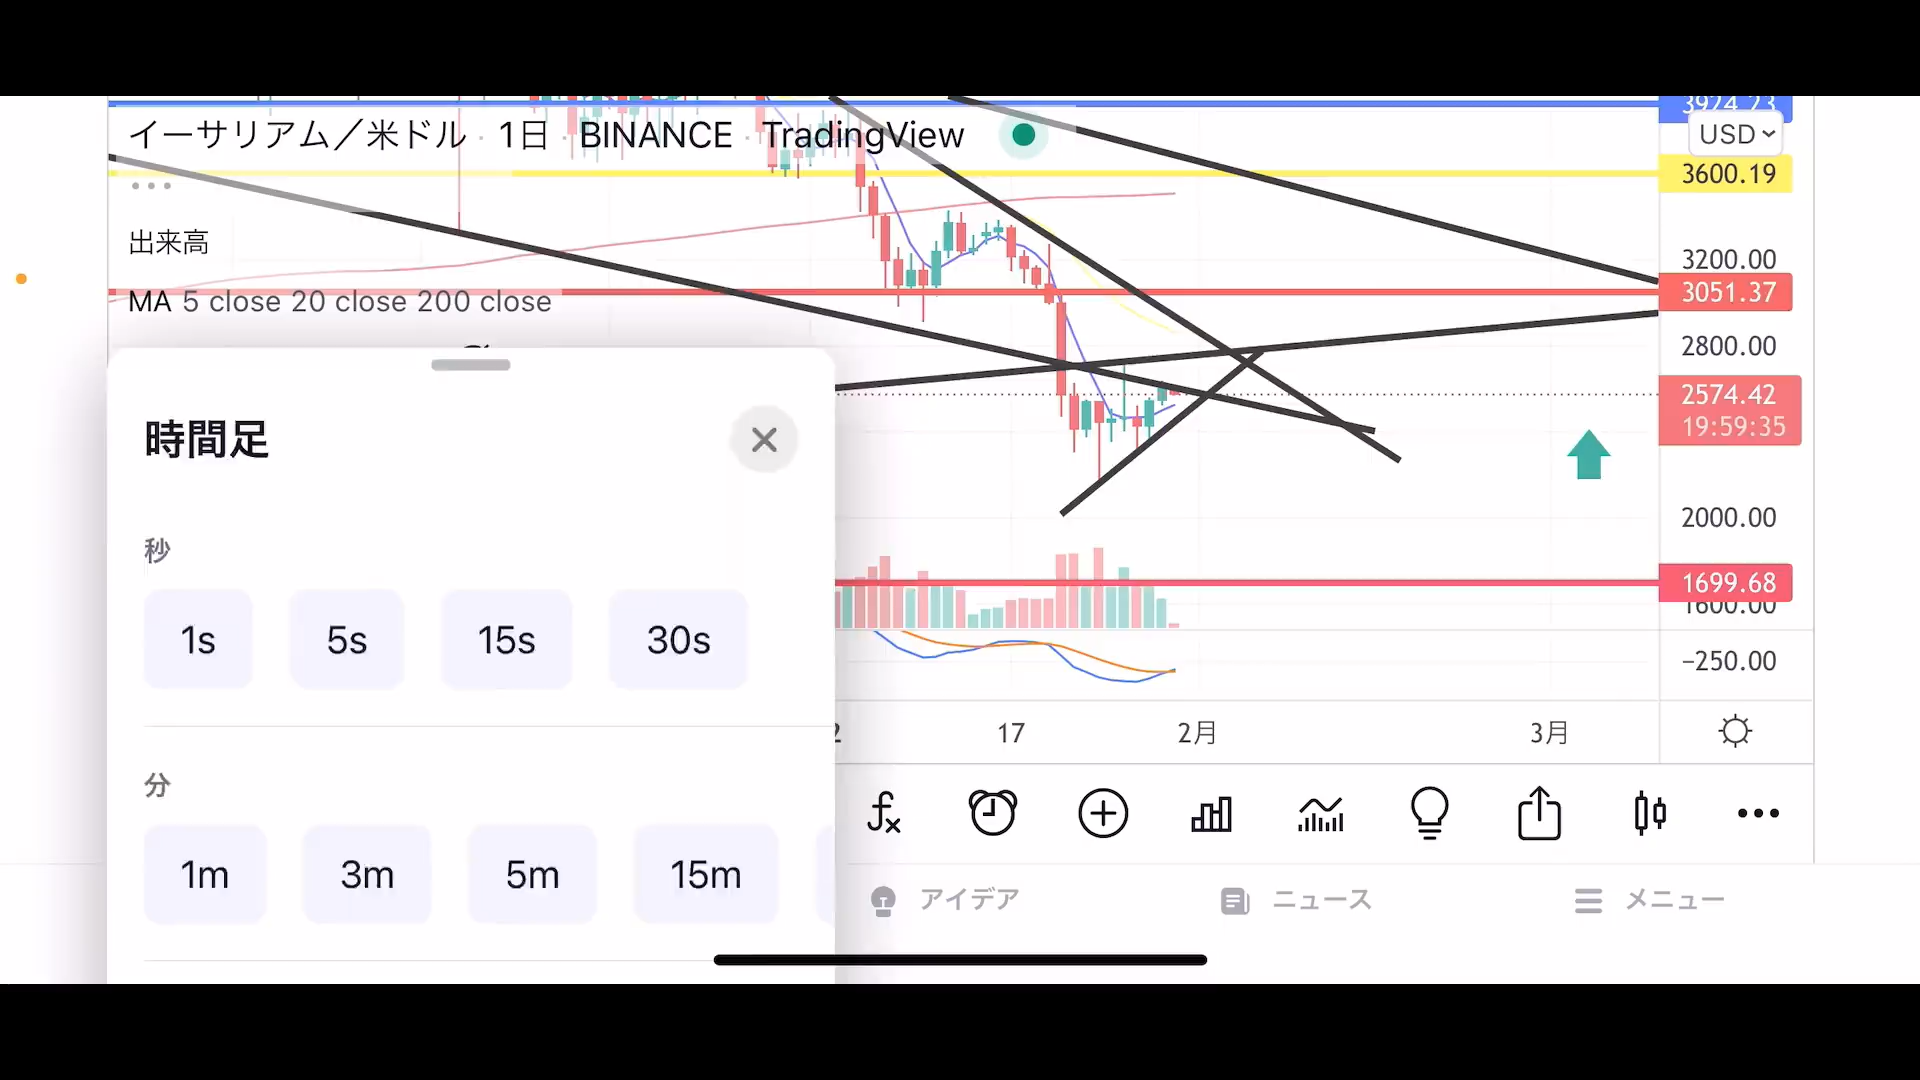 3924.23
イーサリアム／米ドル · 1日 · BINANCE · TradingView
USD
3600.19
出来高
3200.00
3051.37
MA 5 close 20 close 200 close
2800.00
2574.42
19:59:35
時間足
2000.00
秒
1699.68
1600.00
1s 5s 15s 30s
−250.00
17 2月 3月
分
1m 3m 5m 15m
アイデア ニュース メニュー